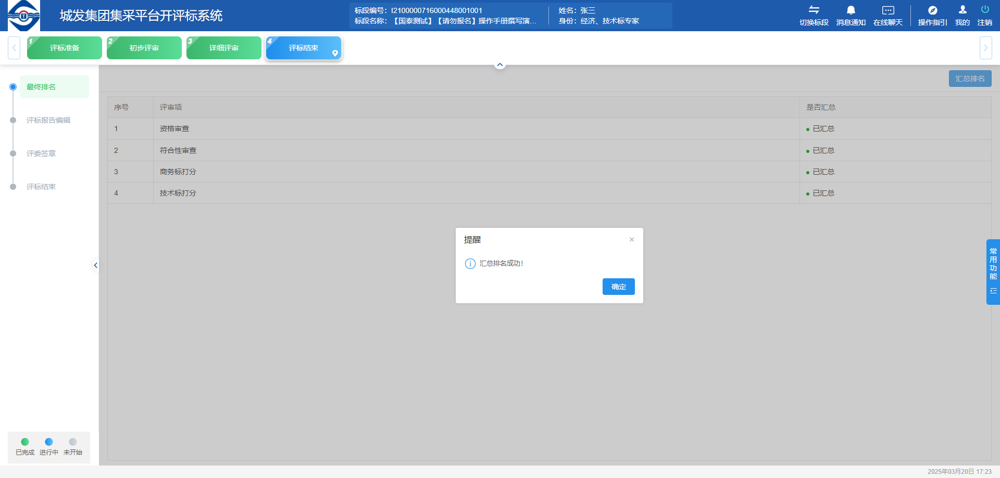 城发集团集采平台开评标系统
标段编号：I2100000716000448001001
标段名称：【国泰测试】【请勿报名】操作手册撰写演...
姓名：张三
身份：经济、技术标专家
切换标段
消息通知
在线聊天
操作指引
我的
注销
1 评标准备
2 初步评审
3 详细评审
4 评标结束
最终排名
评标报告编辑
评委签章
评标结束
汇总排名
序号 评审项 是否汇总
1 资格审查 已汇总
2 符合性审查 已汇总
3 商务标打分 已汇总
4 技术标打分 已汇总
提醒
汇总排名成功!
确定
常用功能
已完成 进行中 未开始
2025年03月20日 17:23